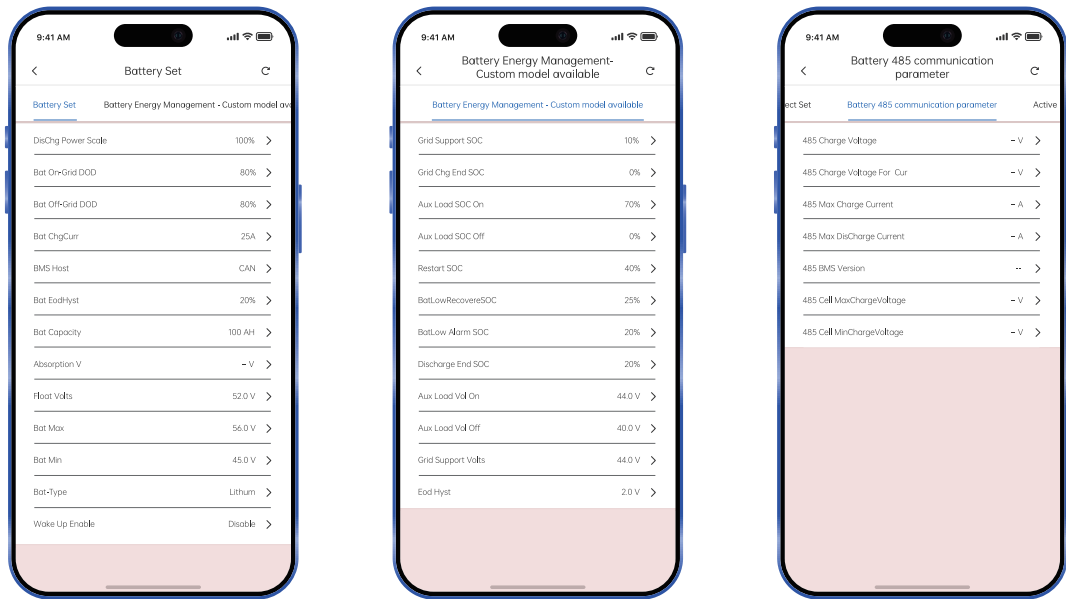 9:41 AM
Battery Set
Battery Set Battery Energy Management - Custom model ava
DisChg Power Scale 100%
Bat On-Grid DOD 80%
Bat Off-Grid DOD 80%
Bat ChgCurr 25A
BMS Host CAN
Bat EodHyst 20%
Bat Capacity 100 AH
Absorption V – V
Float Volts 52.0 V
Bat Max 56.0 V
Bat Min 45.0 V
Bat-Type Lithum
Wake Up Enable Disable
9:41 AM
Battery Energy Management-
Custom model available
Battery Energy Management - Custom model available
Grid Support SOC 10%
Grid Chg End SOC 0%
Aux Load SOC On 70%
Aux Load SOC Off 0%
Restart SOC 40%
BatLowRecovereSOC 25%
BatLow Alarm SOC 20%
Discharge End SOC 20%
Aux Load Vol On 44.0 V
Aux Load Vol Off 40.0 V
Grid Support Volts 44.0 V
Eod Hyst 2.0 V
9:41 AM
Battery 485 communication
parameter
ect Set Battery 485 communication parameter Active
485 Charge Voltage – V
485 Charge Voltage For Cur – V
485 Max Charge Current – A
485 Max DisCharge Current – A
485 BMS Version --
485 Cell MaxChargeVoltage – V
485 Cell MinChargeVoltage – V